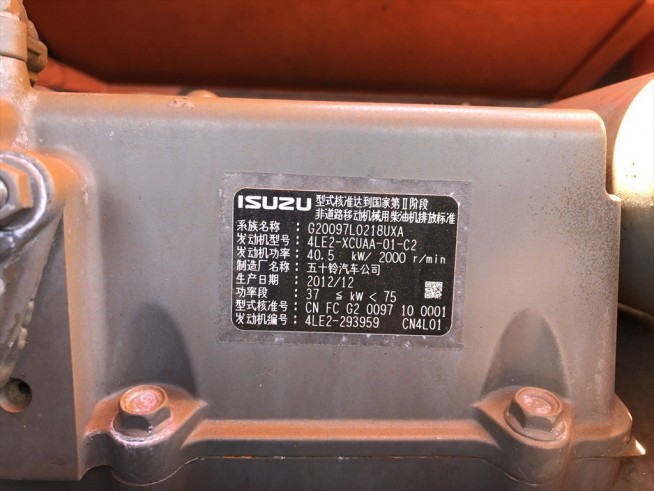 ISUZU 型式核准达到国家第Ⅱ阶段
非道路移动机械用柴油机排放标准
系族名称：G20097L0218UXA
发动机型号：4LE2-XCUAA-01-C2
发动机功率：40.5 kW/ 2000 r/min
制造厂名称：五十铃汽车公司
生产日期：2012/12
功率段：37 ≤ kW < 75
型式核准号：CN FC G2 0097 10 0001
发动机编号：4LE2-293959 CN4L01